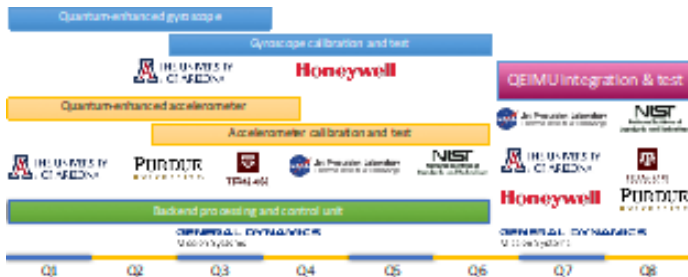 Quantum-enhanced gyroscope
Gyroscope calibration and test
THE UNIVERSITY
OF ARIZONA
Honeywell
QEIMU Integration & test
Quantum-enhanced accelerometer
Jet Propulsion Laboratory
NIST
Accelerometer calibration and test
THE UNIVERSITY
OF ARIZONA
PURDUE
UNIVERSITY
TEXAS A&M
Jet Propulsion Laboratory
NIST
THE UNIVERSITY
OF ARIZONA
Honeywell
PURDUE
UNIVERSITY
Backend processing and control unit
GENERAL DYNAMICS
Mission Systems
GENERAL DYNAMICS
Mission Systems
Q1 Q2 Q3 Q4 Q5 Q6 Q7 Q8